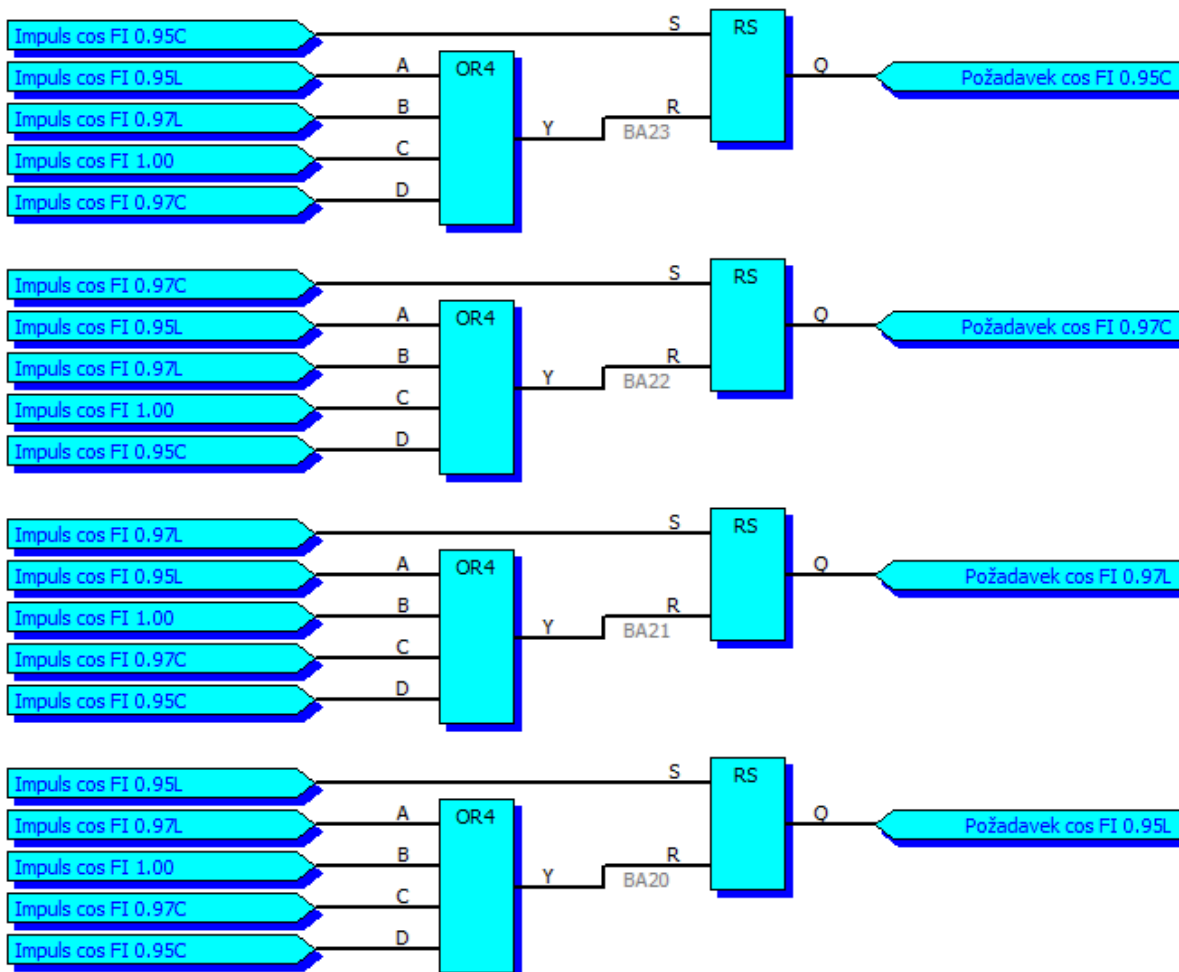 Impuls cos FI 0.95C
S
RS
Impuls cos FI 0.95L
A
OR4
Q
Požadavek cos FI 0.95C
Impuls cos FI 0.97L
B
Y
R
BA23
Impuls cos FI 1.00
C
Impuls cos FI 0.97C
D
Impuls cos FI 0.97C
S
RS
Impuls cos FI 0.95L
A
OR4
Q
Požadavek cos FI 0.97C
Impuls cos FI 0.97L
B
Y
R
BA22
Impuls cos FI 1.00
C
Impuls cos FI 0.95C
D
Impuls cos FI 0.97L
S
RS
Impuls cos FI 0.95L
A
OR4
Q
Požadavek cos FI 0.97L
Impuls cos FI 1.00
B
Y
R
BA21
Impuls cos FI 0.97C
C
Impuls cos FI 0.95C
D
Impuls cos FI 0.95L
S
RS
Impuls cos FI 0.97L
A
OR4
Q
Požadavek cos FI 0.95L
Impuls cos FI 1.00
B
Y
R
BA20
Impuls cos FI 0.97C
C
Impuls cos FI 0.95C
D